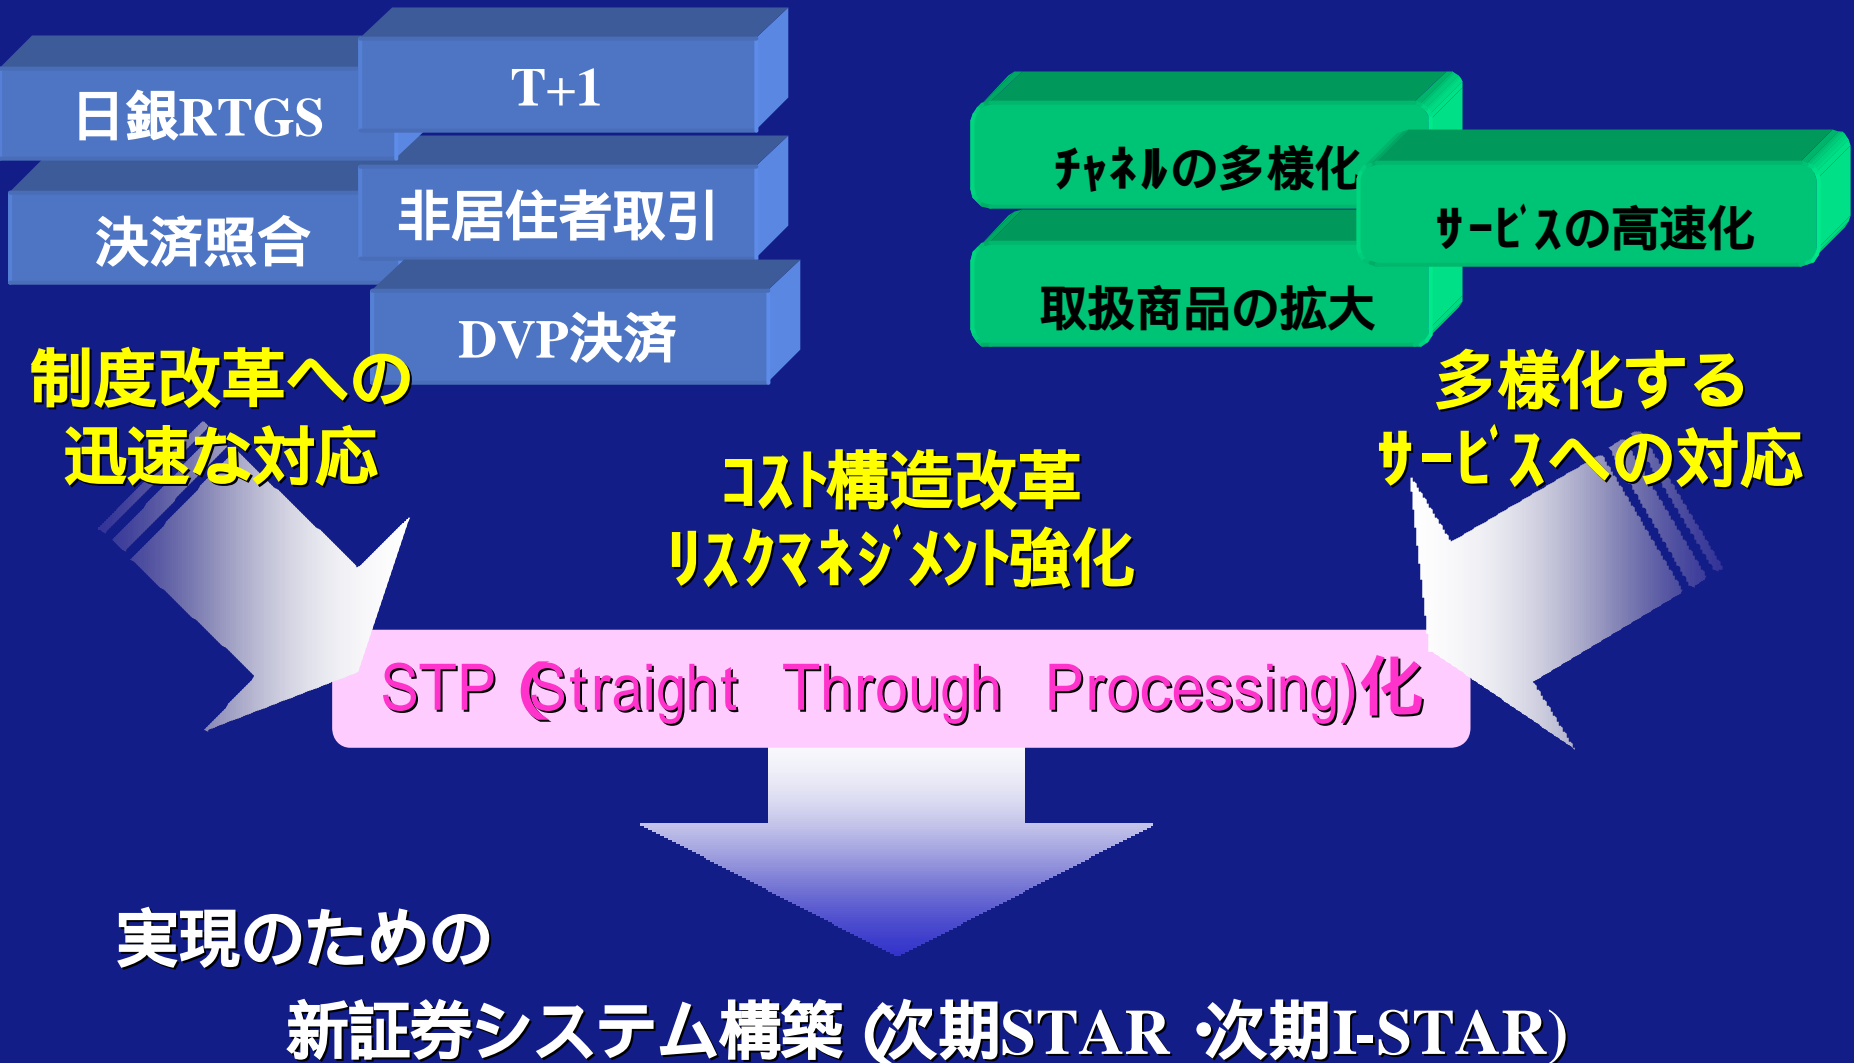 日銀RTGS
T+1
決済照合
非居住者取引
DVP決済
ﾁｬﾈﾙの多様化
ｻｰﾋﾞｽの高速化
取扱商品の拡大
制度改革への
迅速な対応
多様化する
ｻｰﾋﾞｽへの対応
ｺｽﾄ構造改革
ﾘｽｸﾏﾈｼﾞﾒﾝﾄ強化
STP (Straight Through Processing)化
実現のための
新証券システム構築 (次期STAR・次期I-STAR)